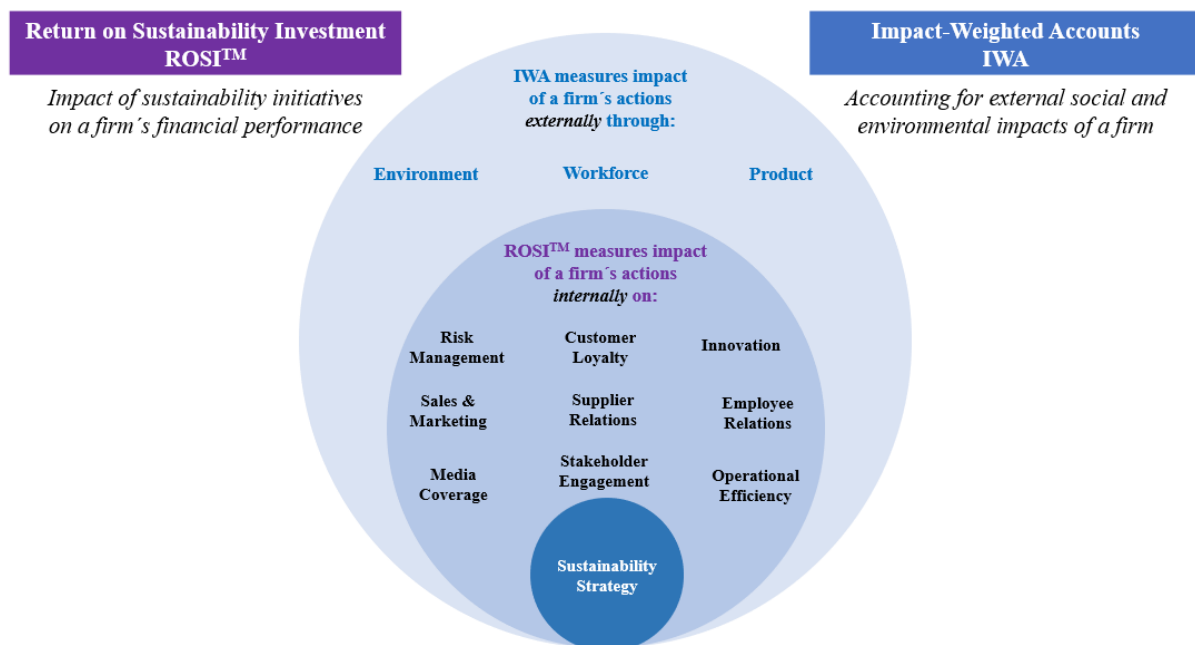 Return on Sustainability Investment
ROSI™
Impact of sustainability initiatives
on a firm´s financial performance
Impact-Weighted Accounts
IWA
Accounting for external social and
environmental impacts of a firm
IWA measures impact
of a firm´s actions
externally through:
Environment
Workforce
Product
ROSI™ measures impact
of a firm´s actions
internally on:
Risk
Management
Customer
Loyalty
Innovation
Sales &
Marketing
Supplier
Relations
Employee
Relations
Media
Coverage
Stakeholder
Engagement
Operational
Efficiency
Sustainability
Strategy